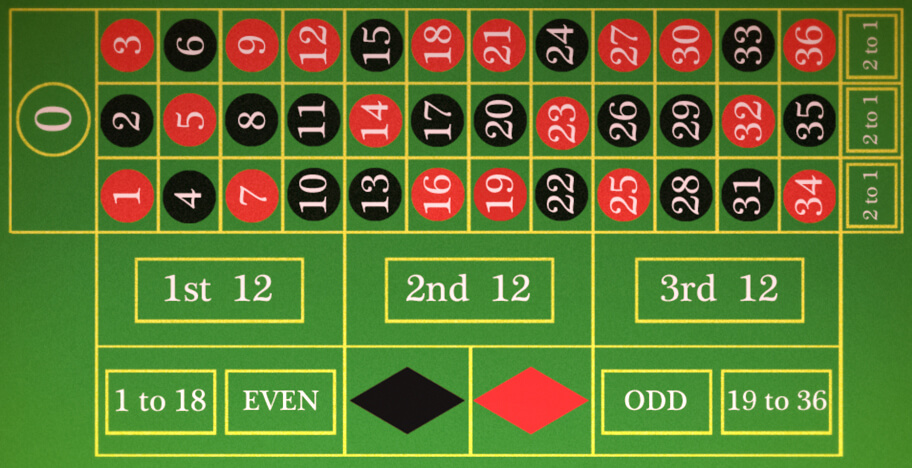 3 6 9 12 15 18 21 24 27 30 33 36 2 to 1
0 2 5 8 11 14 17 20 23 26 29 32 35 2 to 1
1 4 7 10 13 16 19 22 25 28 31 34 2 to 1
1st 12 2nd 12 3rd 12
1 to 18 EVEN ODD 19 to 36